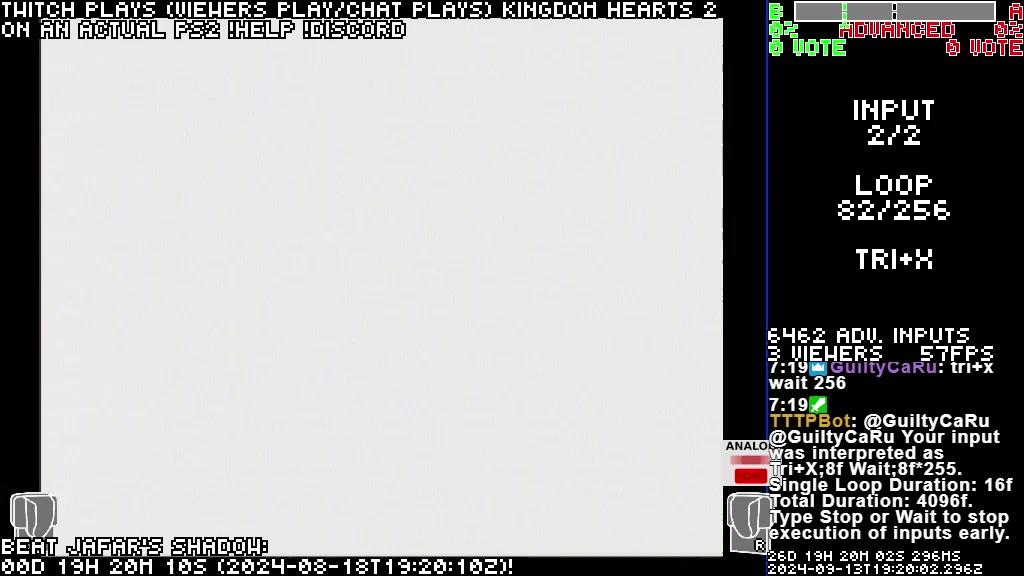 TWITCH PLAYS (VIEWERS PLAY/CHAT PLAYS) KINGDOM HEARTS 2
ON AN ACTUAL PS2 !HELP !DISCORD
B A
0% ADVANCED 0%
0 VOTE 0 VOTE
INPUT
2/2
LOOP
82/256
TRI+X
6462 ADV. INPUTS
3 VIEWERS 57FPS
7:19 GuiltyCaRu: tri+x
wait 256
7:19
TTTPBot: @GuiltyCaRu
@GuiltyCaRu Your input
was interpreted as
Tri+X;8f Wait;8f*255.
Single Loop Duration: 16f
Total Duration: 4096f.
Type Stop or Wait to stop
execution of inputs early.
ANALOG
ON
R
BEAT JAFAR'S SHADOW:
00D 19H 20M 10S (2024-08-18T19:20:10Z)!
26D 19H 20M 02S 296MS
2024-09-13T19:20:02.296Z